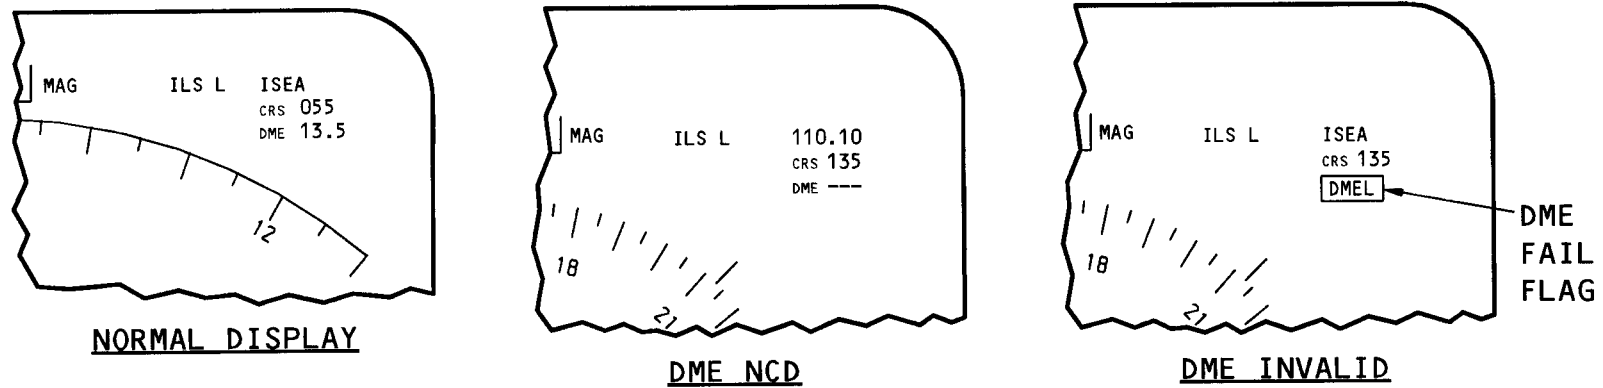 MAG ILS L ISEA
CRS 055
DME 13.5
12
NORMAL DISPLAY
MAG ILS L 110.10
CRS 135
DME ---
18
21
DME NCD
MAG ILS L ISEA
CRS 135
DMEL
18
21
DME
FAIL
FLAG
DME INVALID